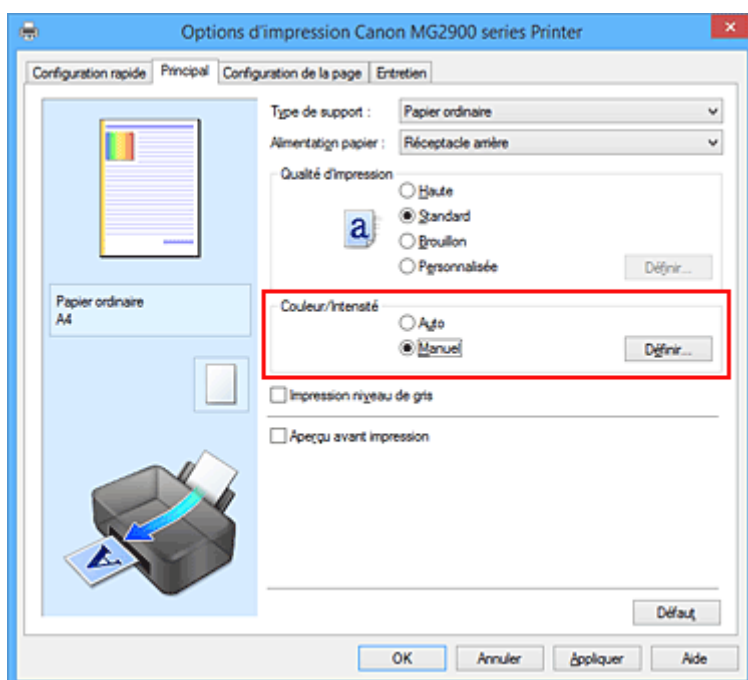 Options d'impression Canon MG2900 series Printer
Configuration rapide Principal Configuration de la page Entretien
Type de support : Papier ordinaire
Alimentation papier : Réceptacle arrière
Qualité d'impression
Haute
a Standard
Brouillon
Personnalisée Définir...
Papier ordinaire
A4
Couleur/Intensité
Auto
Manuel Définir...
Impression niveau de gris
Aperçu avant impression
A
Défaut
OK Annuler Appliquer Aide